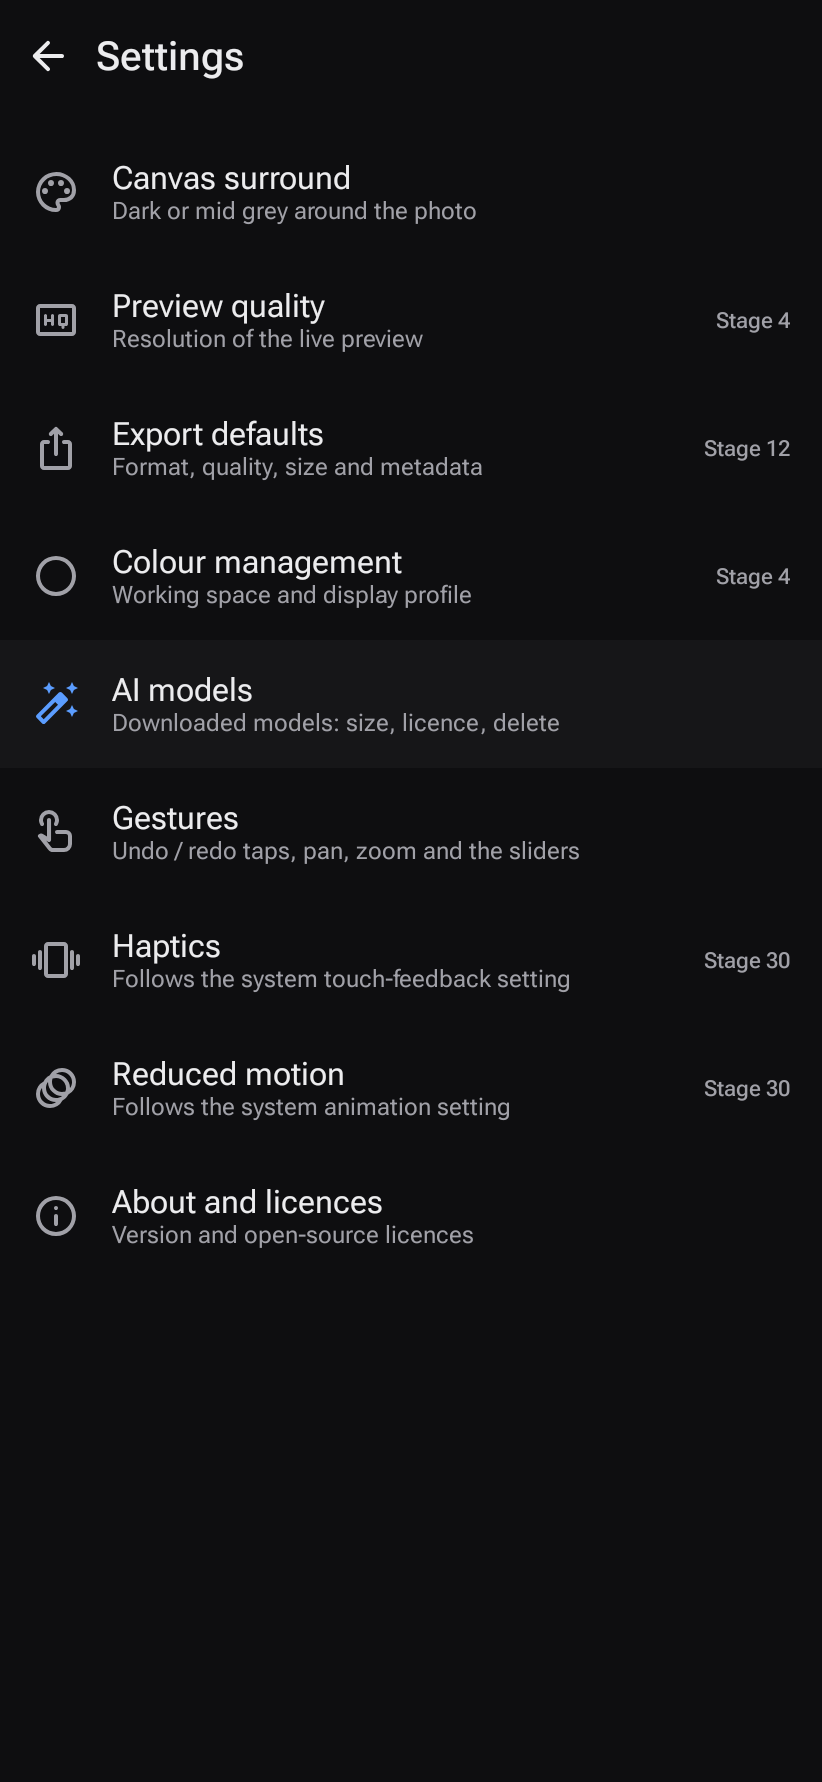 Settings
Canvas surround
Dark or mid grey around the photo
Preview quality
Resolution of the live preview
Stage 4
Export defaults
Format, quality, size and metadata
Stage 12
Colour management
Working space and display profile
Stage 4
AI models
Downloaded models: size, licence, delete
Gestures
Undo / redo taps, pan, zoom and the sliders
Haptics
Follows the system touch-feedback setting
Stage 30
Reduced motion
Follows the system animation setting
Stage 30
About and licences
Version and open-source licences